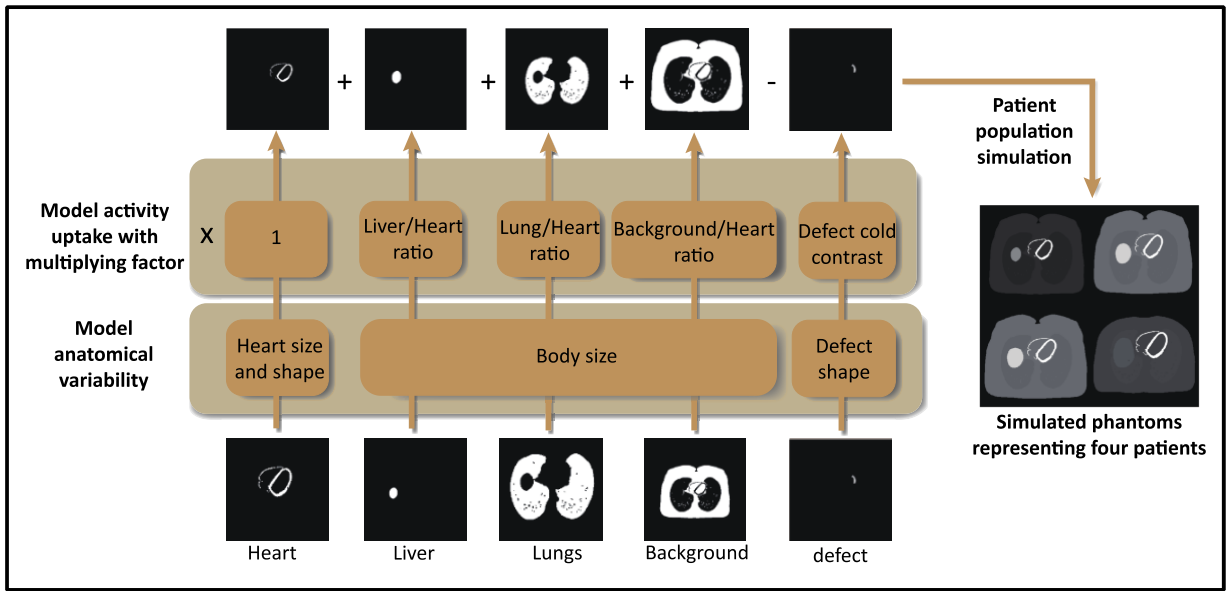 + + + -
Patient
population
simulation
Model activity
uptake with
multiplying factor
X
1
Liver/Heart
ratio
Lung/Heart
ratio
Background/Heart
ratio
Defect cold
contrast
Model
anatomical
variability
Heart size
and shape
Body size
Defect
shape
Simulated phantoms
representing four patients
Heart
Liver
Lungs
Background
defect